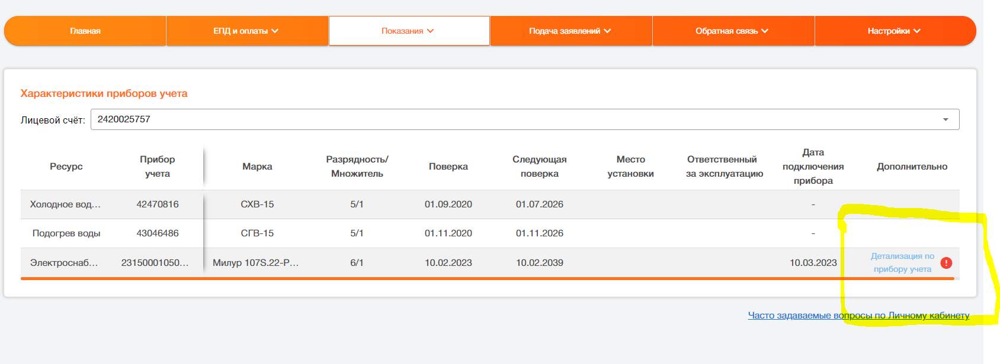 Главная ЕПД и оплаты Показания Подача заявлений Обратная связь Настройки
Характеристики приборов учета
Лицевой счёт: 2420025757
Ресурс
Прибор
учета
Марка
Разрядность/
Множитель
Поверка
Следующая
поверка
Место
установки
Ответственный
за эксплуатацию
Дата
подключения
прибора
Дополнительно
Холодное вод... 42470816 СХВ-15 5/1 01.09.2020 01.07.2026 -
Подогрев воды 43046486 СГВ-15 5/1 01.11.2020 01.11.2026 -
Электроснаб... 23150001050... Милур 107S.22-P... 6/1 10.02.2023 10.02.2039 10.03.2023
Детализация по
прибору учета
Часто задаваемые вопросы по Личному кабинету